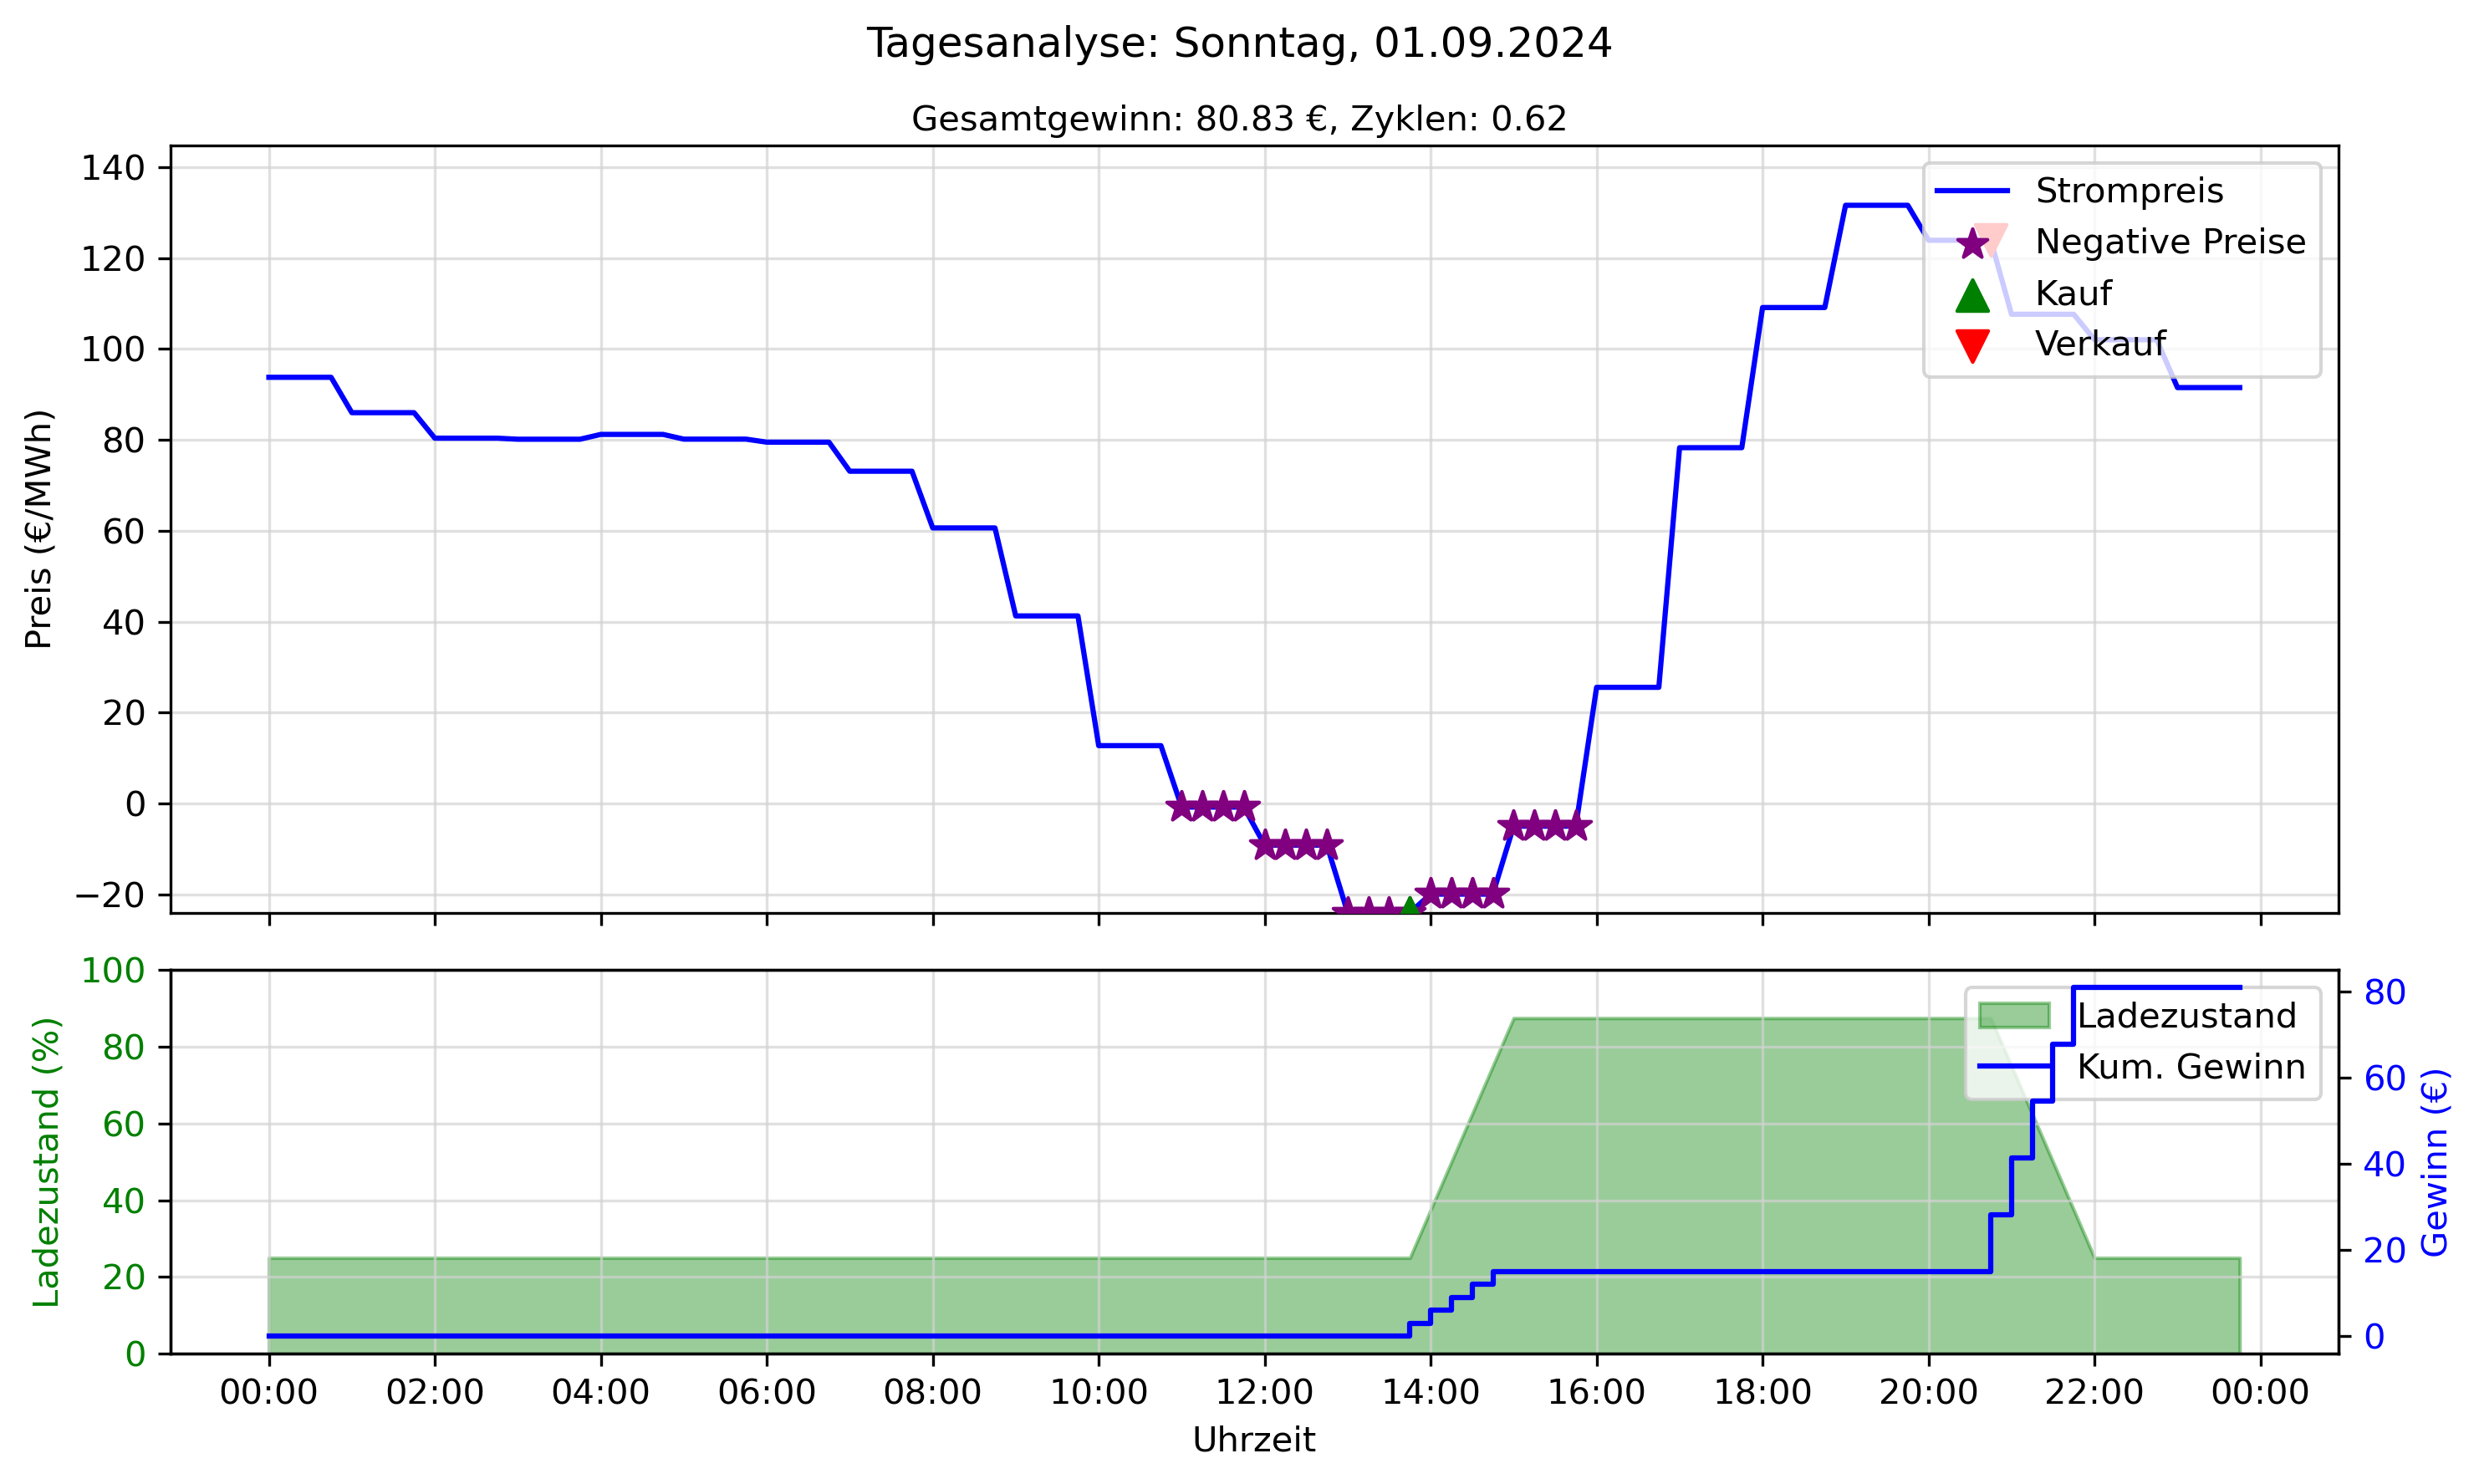 Tagesanalyse: Sonntag, 01.09.2024
Gesamtgewinn: 80.83 €, Zyklen: 0.62
Preis (€/MWh)
140
120
100
80
60
40
20
0
−20
Strompreis
Negative Preise
Kauf
Verkauf
Ladezustand (%)
100
80
60
40
20
0
Ladezustand
Kum. Gewinn
80
60
40
20
0
Gewinn (€)
00:00 02:00 04:00 06:00 08:00 10:00 12:00 14:00 16:00 18:00 20:00 22:00 00:00
Uhrzeit